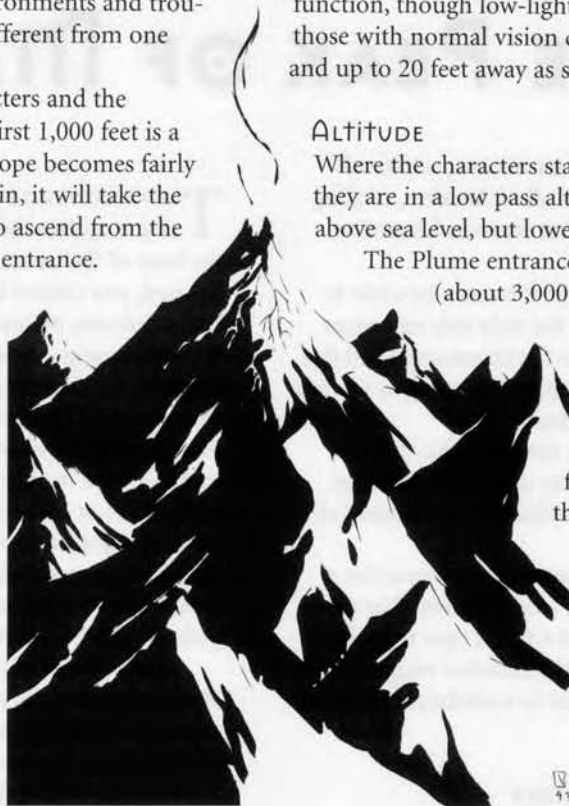 ronments and trou-
fferent from one
cters and the
irst 1,000 feet is a
ope becomes fairly
in, it will take the
o ascend from the
entrance.
function, though low-light
those with normal vision
and up to 20 feet away as s
ALTITUDE
Where the characters sta
they are in a low pass alt
above sea level, but lowe
The Plume entrance
(about 3,000
f
th